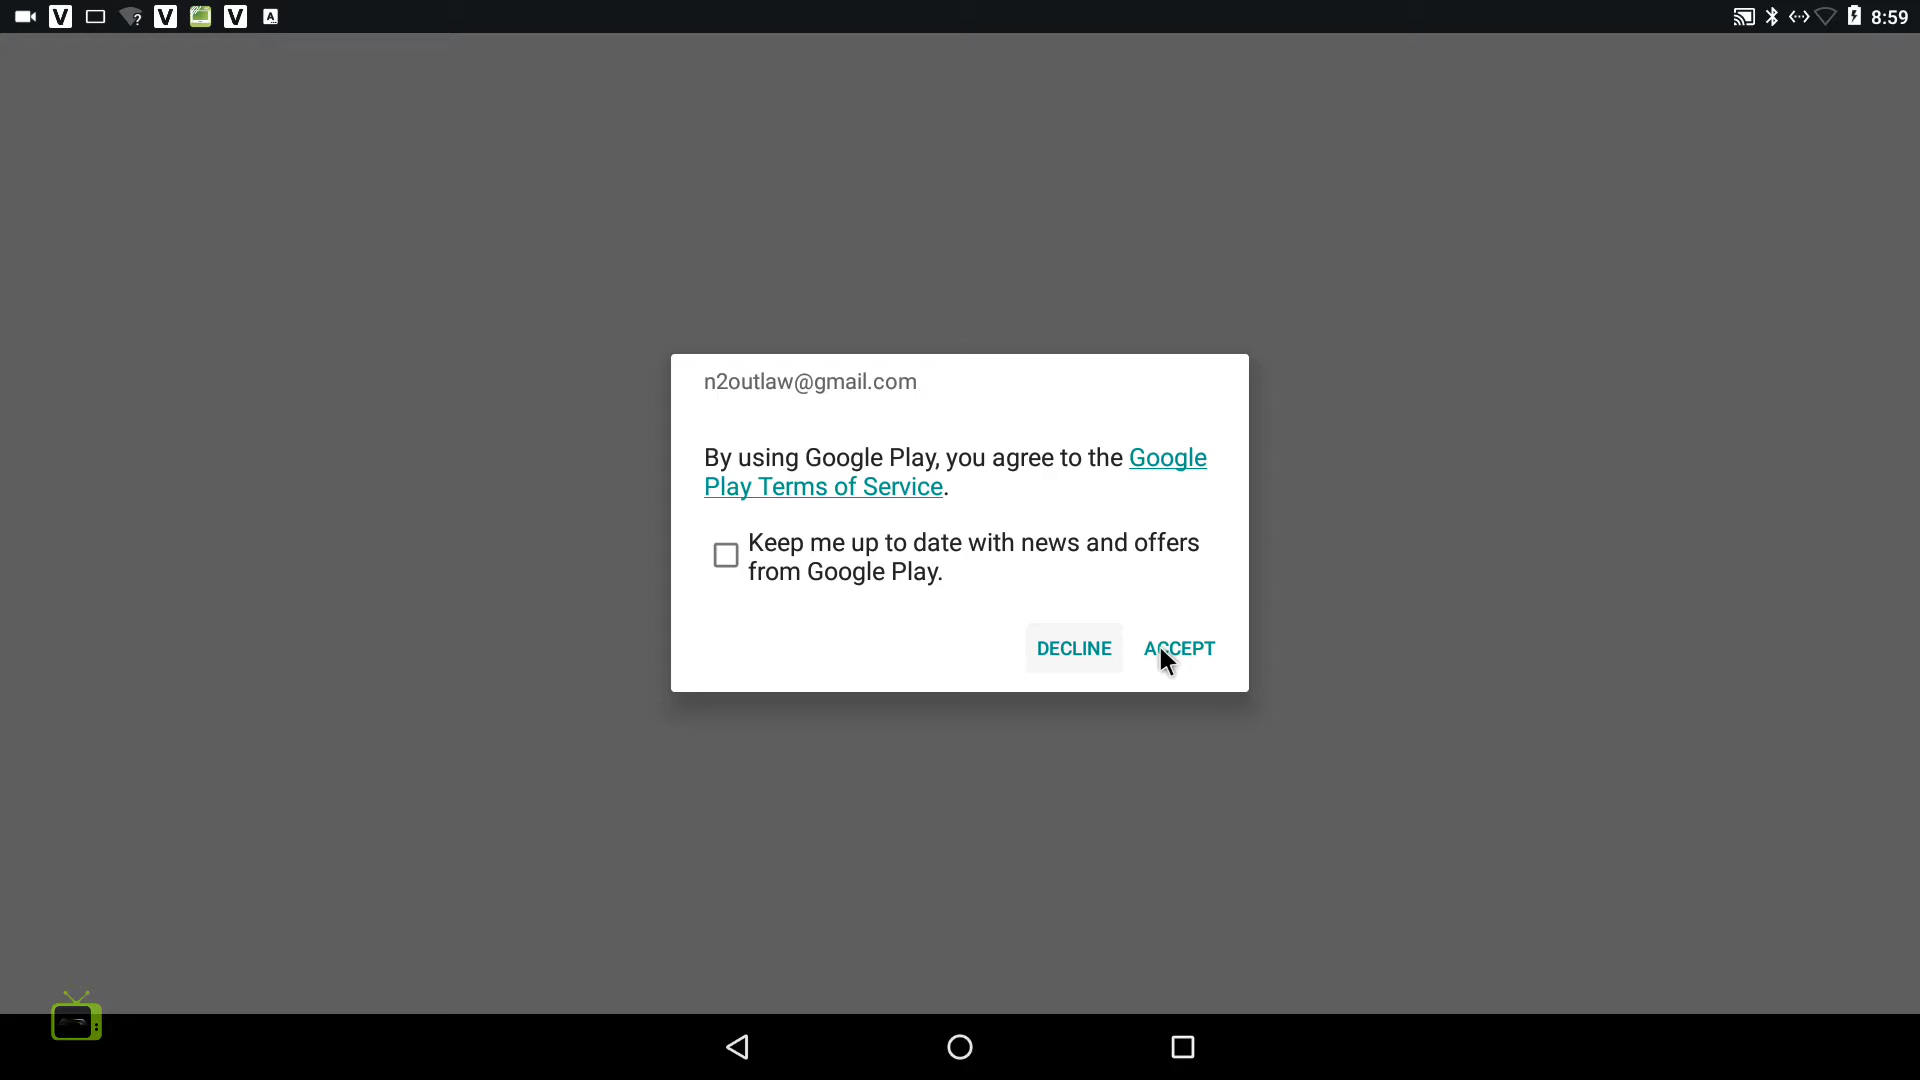 V V V A 8:59
n2outlaw@gmail.com
By using Google Play, you agree to the Google
Play Terms of Service.
Keep me up to date with news and offers
from Google Play.
DECLINE ACCEPT